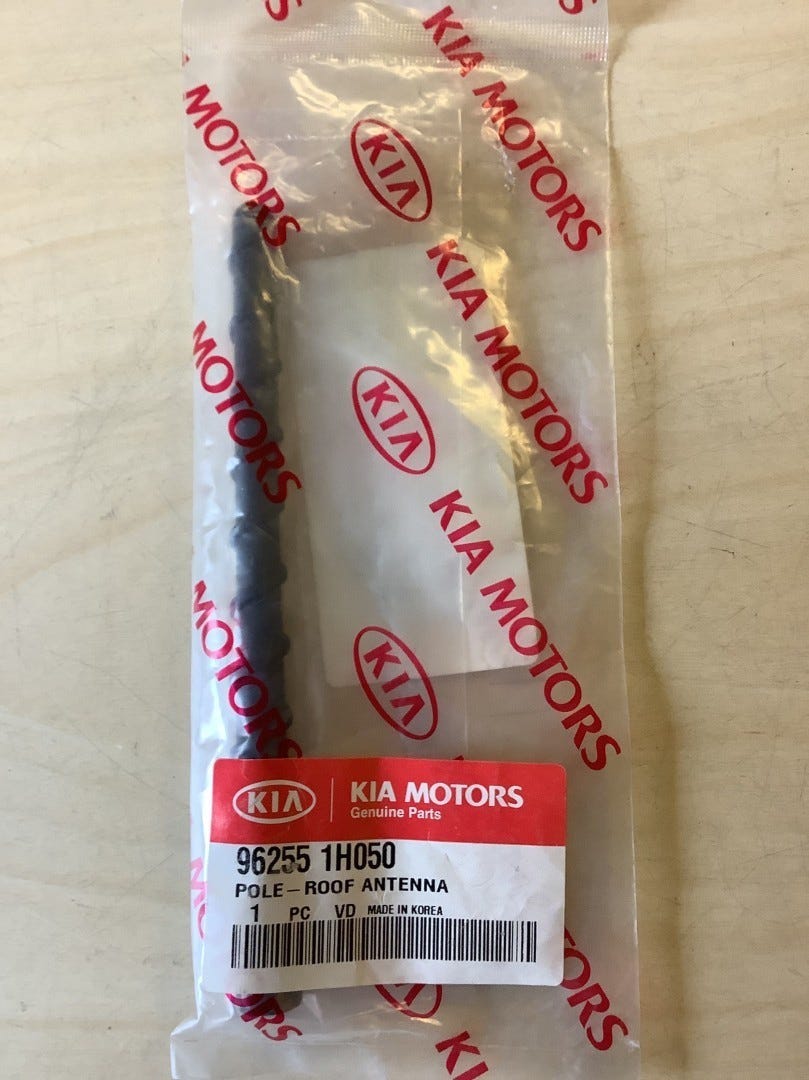 KIA MOTORS
MOTORS
KIA
KIA MOTORS
MOTORS
KIA
KIA MOTORS
MOTORS
KIA
KIA
KIA MOTORS
Genuine Parts
96255 1H050
POLE-ROOF ANTENNA
1 PC VD MADE IN KOREA
KIA
MOTORS
ORS
KIA